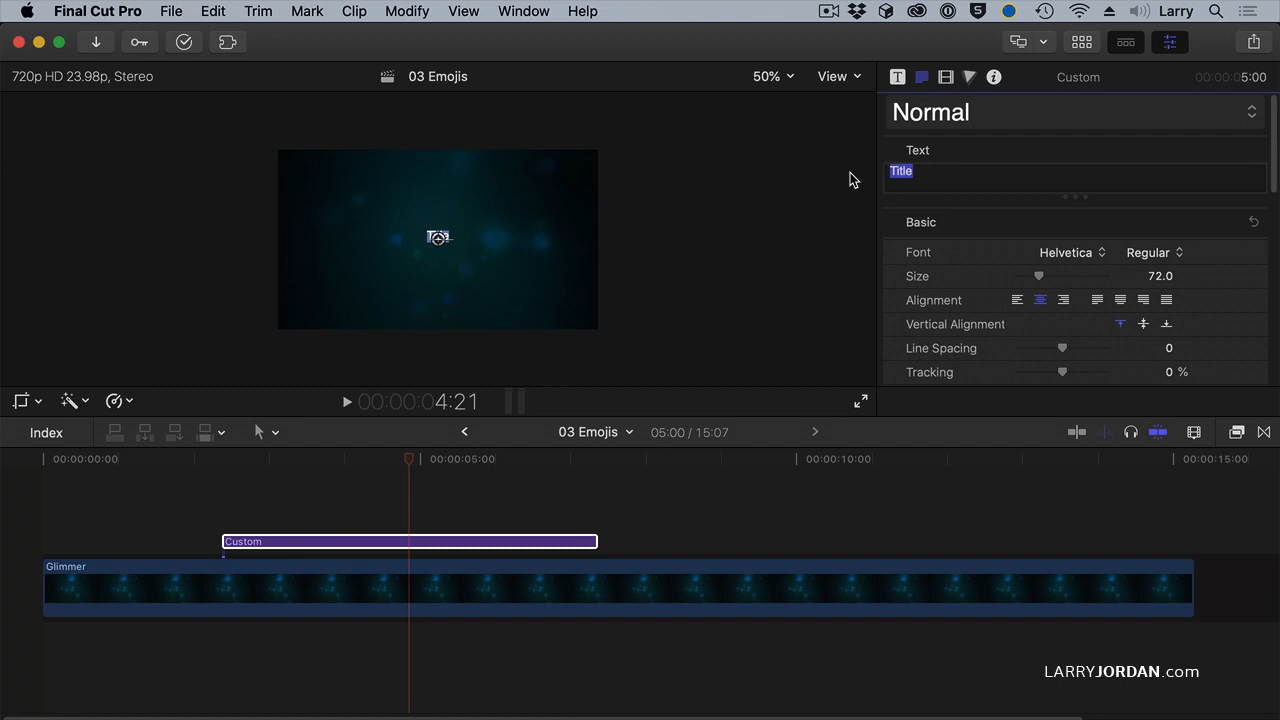 Final Cut Pro File Edit Trim Mark Clip Modify View Window Help Larry
720p HD 23.98p, Stereo 03 Emojis 50% View Custom 00:00:05:00
Normal
Text
Title
Basic
Font Helvetica Regular
Size 72.0
Alignment
Vertical Alignment
Line Spacing 0
Tracking 0 %
00:00:04:21
Index 03 Emojis 05:00 / 15:07
00:00:00:00 00:00:05:00 00:00:10:00 00:00:15:00
Custom
Glimmer
LARRYJORDAN.com